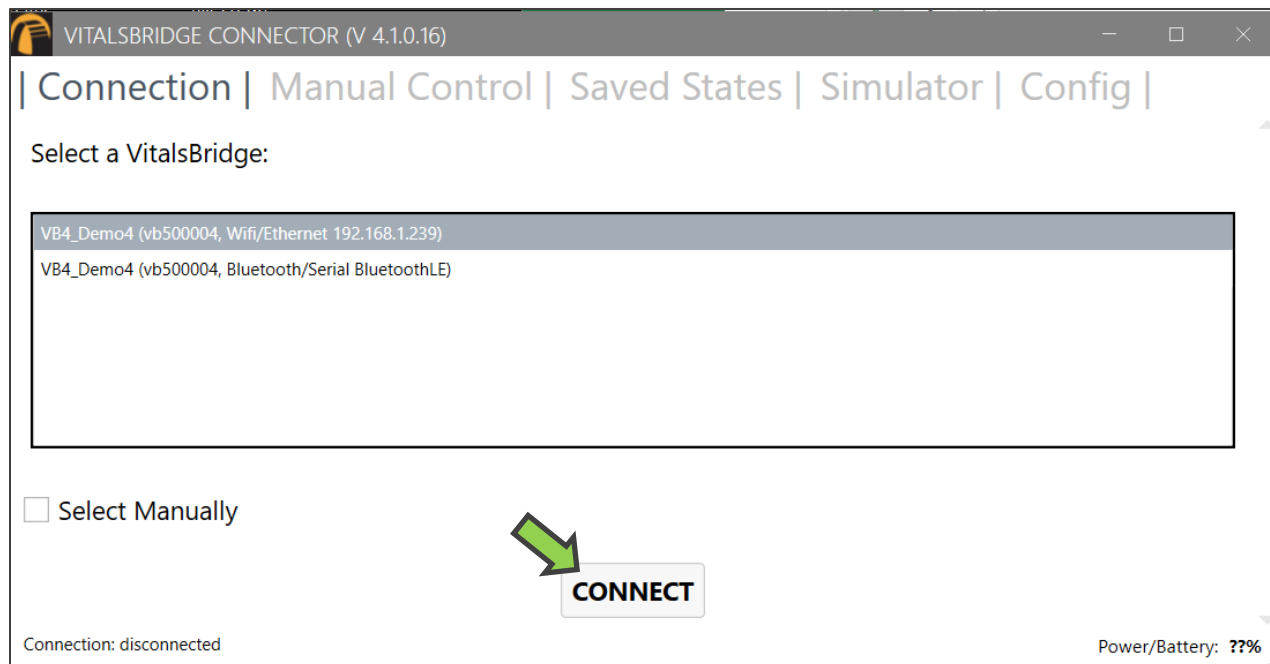 VITALSBRIDGE CONNECTOR (V 4.1.0.16)
| Connection | Manual Control | Saved States | Simulator | Config |
Select a VitalsBridge:
VB4_Demo4 (vb500004, Wifi/Ethernet 192.168.1.239)
VB4_Demo4 (vb500004, Bluetooth/Serial BluetoothLE)
Select Manually
CONNECT
Connection: disconnected Power/Battery: ??%